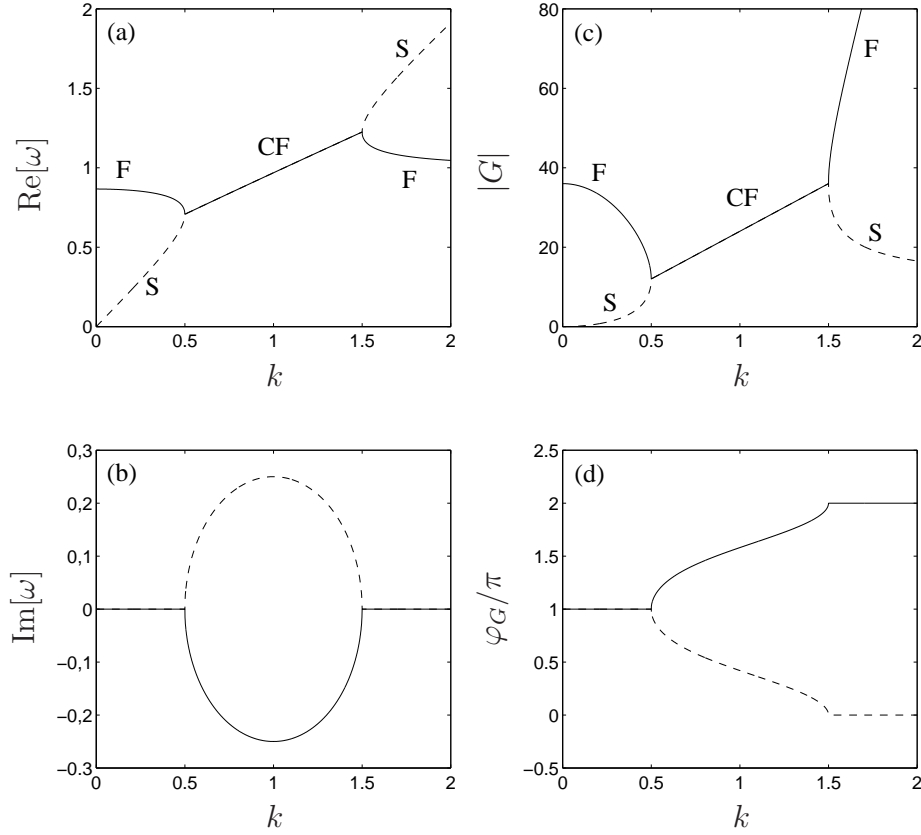 (a)
Re[ω]
2
1.5
1
0.5
0
F
S
CF
S
F
0 0.5 1 1.5 2
k
(c)
|G|
80
60
40
20
0
F
S
CF
F
S
0 0.5 1 1.5 2
k
(b)
Im[ω]
0,3
0,2
0,1
0
−0,1
−0,2
−0.3
0 0.5 1 1.5 2
k
(d)
φ_G/π
2.5
2
1.5
1
0.5
0
−0.5
0 0.5 1 1.5 2
k